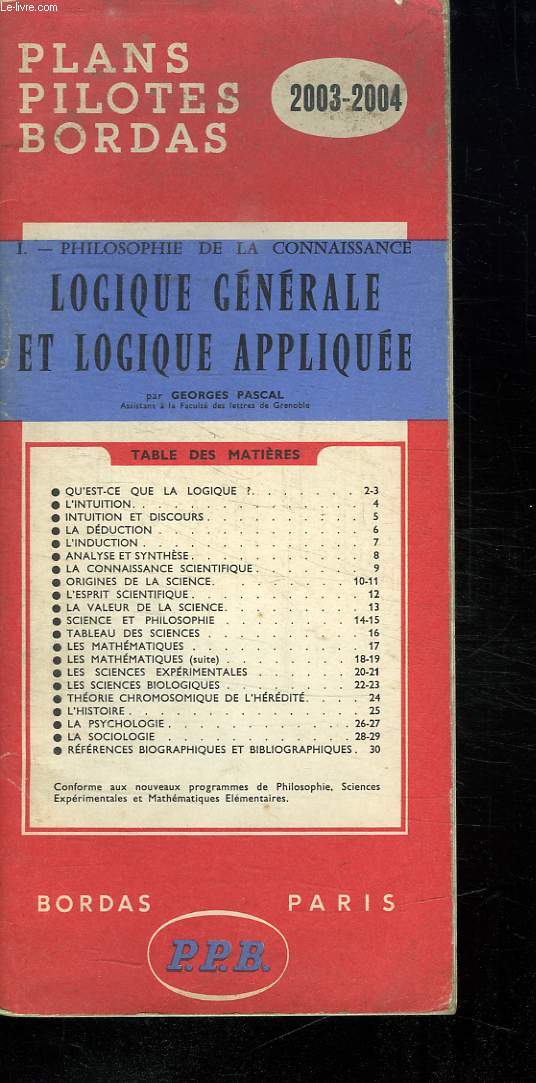 Le-livre.com
PLANS
PILOTES
BORDAS
2003-2004
I. — PHILOSOPHIE DE LA CONNAISSANCE
LOGIQUE GÉNÉRALE
ET LOGIQUE APPLIQUÉE
par GEORGES PASCAL
Assistant à la Faculté des lettres de Grenoble
TABLE DES MATIÈRES
● QU'EST-CE QUE LA LOGIQUE ?. . . . . . . 2-3
● L'INTUITION. . . . . . . . . . . . . . 4
● INTUITION ET DISCOURS . . . . . . . . . 5
● LA DÉDUCTION . . . . . . . . . . . . . 6
● L'INDUCTION . . . . . . . . . . . . . . 7
● ANALYSE ET SYNTHÈSE. . . . . . . . . . 8
● LA CONNAISSANCE SCIENTIFIQUE . . . . . . 9
● ORIGINES DE LA SCIENCE. . . . . . . . . 10-11
● L'ESPRIT SCIENTIFIQUE . . . . . . . . . . 12
● LA VALEUR DE LA SCIENCE. . . . . . . . . 13
● SCIENCE ET PHILOSOPHIE . . . . . . . . 14-15
● TABLEAU DES SCIENCES . . . . . . . . . 16
● LES MATHÉMATIQUES . . . . . . . . . . 17
● LES MATHÉMATIQUES (suite) . . . . . . . . 18-19
● LES SCIENCES EXPÉRIMENTALES . . . . . . 20-21
● LES SCIENCES BIOLOGIQUES . . . . . . . . 22-23
● THÉORIE CHROMOSOMIQUE DE L'HÉRÉDITÉ. . . . 24
● L'HISTOIRE. . . . . . . . . . . . . . . 25
● LA PSYCHOLOGIE. . . . . . . . . . . . 26-27
● LA SOCIOLOGIE . . . . . . . . . . . . 28-29
● RÉFÉRENCES BIOGRAPHIQUES ET BIBLIOGRAPHIQUES . 30
Conforme aux nouveaux programmes de Philosophie, Sciences
Expérimentales et Mathématiques Elémentaires.
BORDAS PARIS
P.P.B.